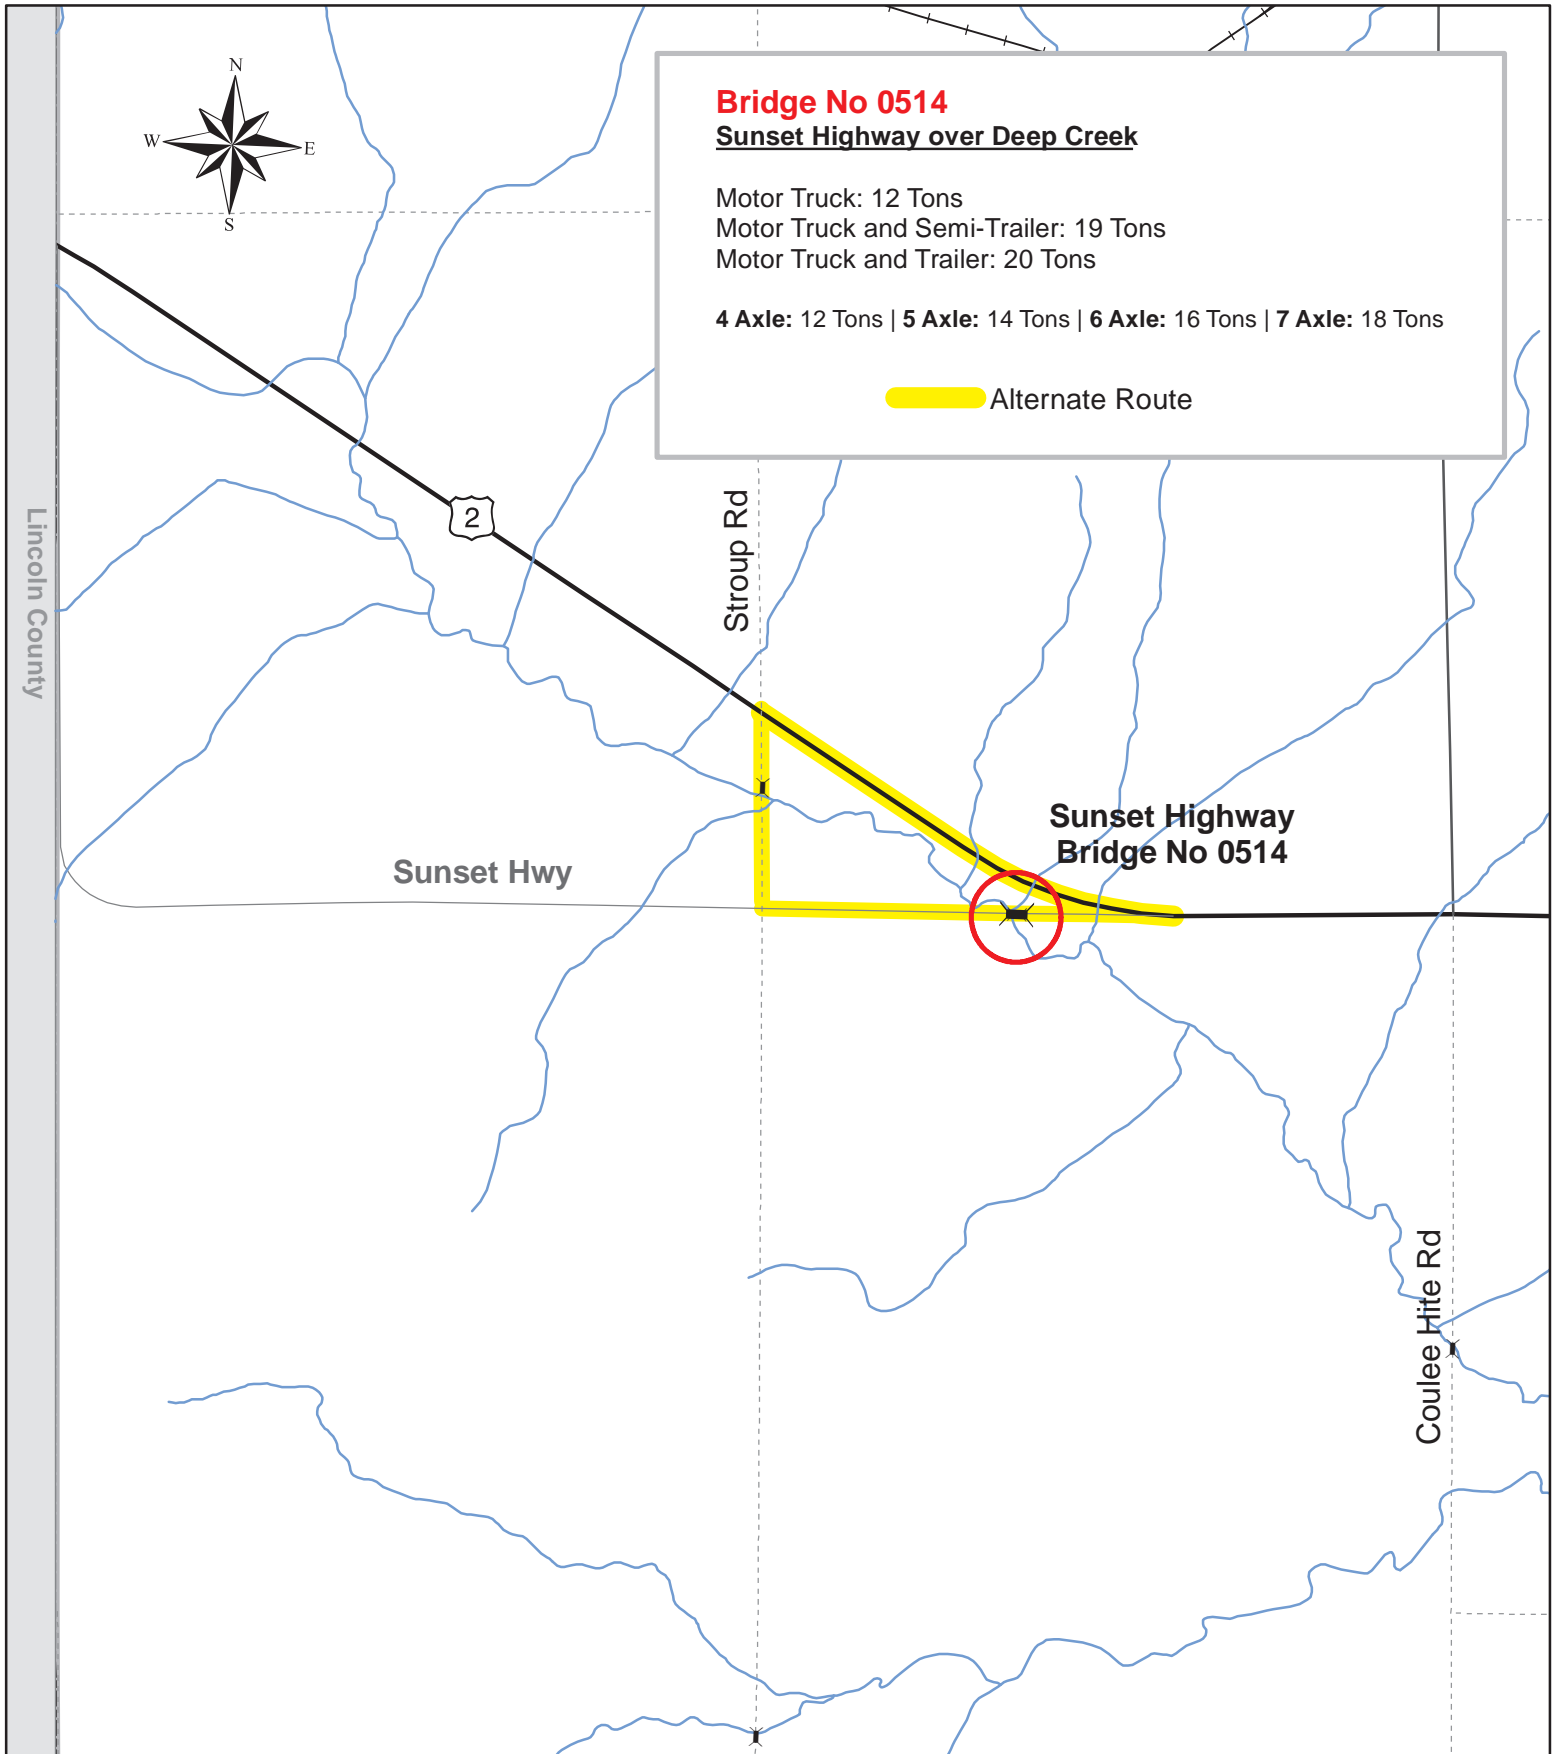 N
W
E
S
Bridge No 0514
Sunset Highway over Deep Creek
Motor Truck: 12 Tons
Motor Truck and Semi-Trailer: 19 Tons
Motor Truck and Trailer: 20 Tons
4 Axle: 12 Tons | 5 Axle: 14 Tons | 6 Axle: 16 Tons | 7 Axle: 18 Tons
Alternate Route
Lincoln County
2
Stroup Rd
Sunset Highway
Bridge No 0514
Sunset Hwy
Coulee Hite Rd